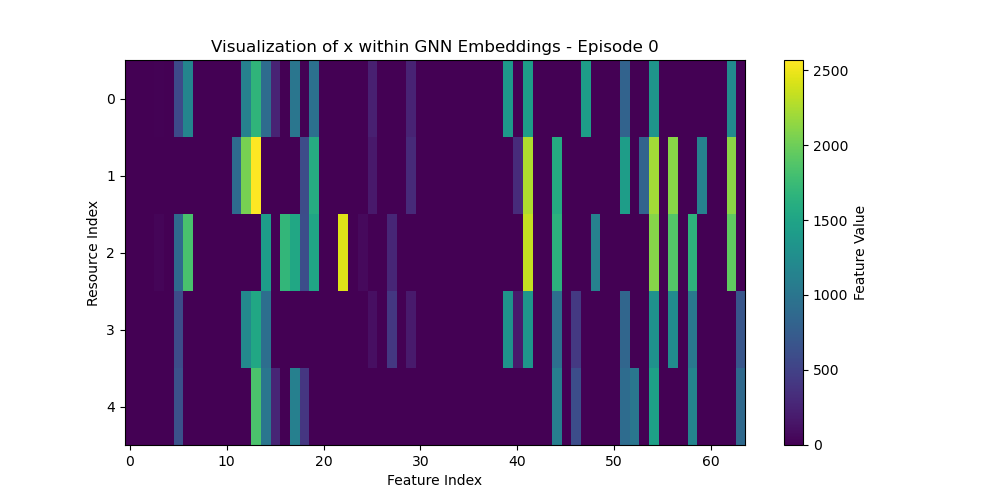 Visualization of x within GNN Embeddings - Episode 0
Resource Index
0
1
2
3
4
0 10 20 30 40 50 60
Feature Index
2500
2000
1500
1000
500
0
Feature Value